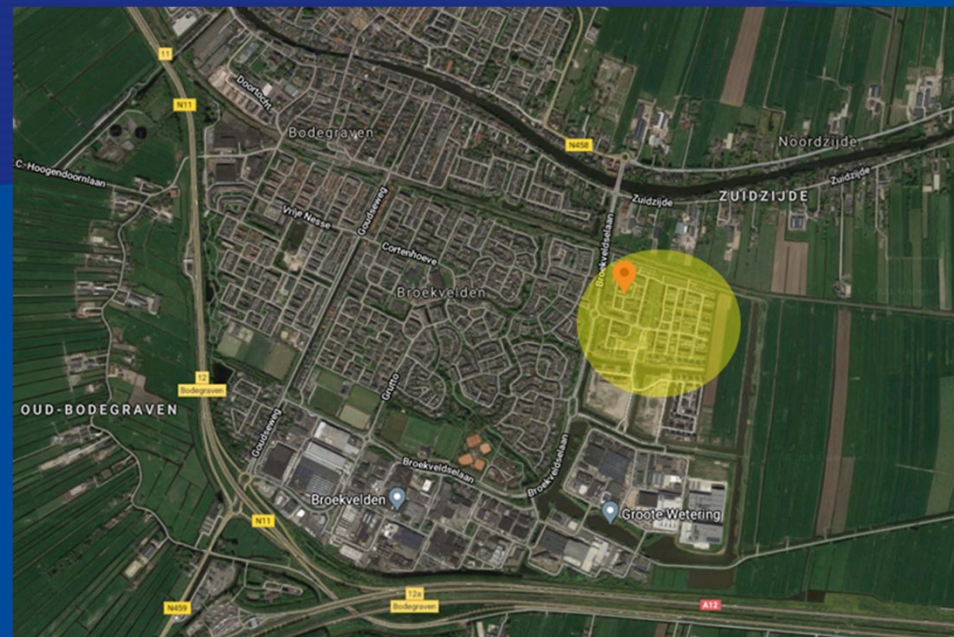 11
N11
Doortocht
Bodegraven
N458
Noordzijde
C.-Hoogendoornlaan
Zuidzijde
ZUIDZIJDE
Zuidzijde
Vrije Nesse
Goudseweg
Cortenhoeve
Broekveldselaan
Broekvelden
12
Bodegraven
Grutto
OUD-BODEGRAVEN
Goudseweg
Broekveldselaan
Broekveldselaan
Broekvelden
Groote Wetering
N11
12a
Bodegraven
N459
A12